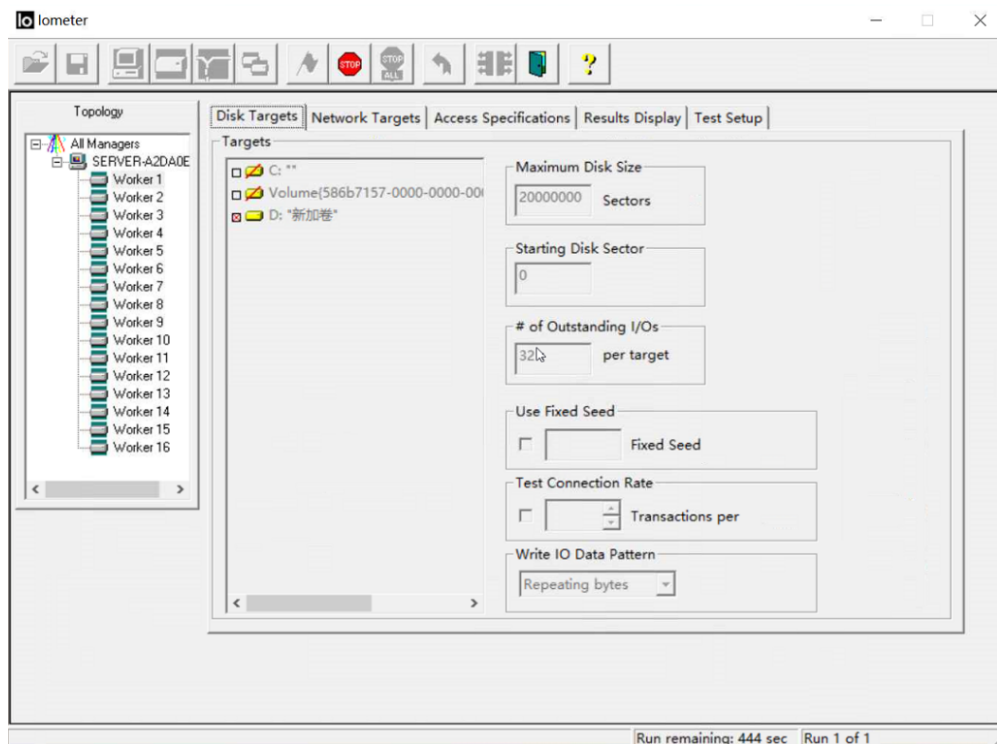 Iometer
STOP
STOP
ALL
Topology
All Managers
SERVER-A2DA0E
Worker 1
Worker 2
Worker 3
Worker 4
Worker 5
Worker 6
Worker 7
Worker 8
Worker 9
Worker 10
Worker 11
Worker 12
Worker 13
Worker 14
Worker 15
Worker 16
Disk Targets Network Targets Access Specifications Results Display Test Setup
Targets
C: ""
Volume{586b7157-0000-0000-00
D: "新加卷"
Maximum Disk Size
20000000 Sectors
Starting Disk Sector
0
# of Outstanding I/Os
32 per target
Use Fixed Seed
Fixed Seed
Test Connection Rate
Transactions per
Write IO Data Pattern
Repeating bytes
Run remaining: 444 sec Run 1 of 1